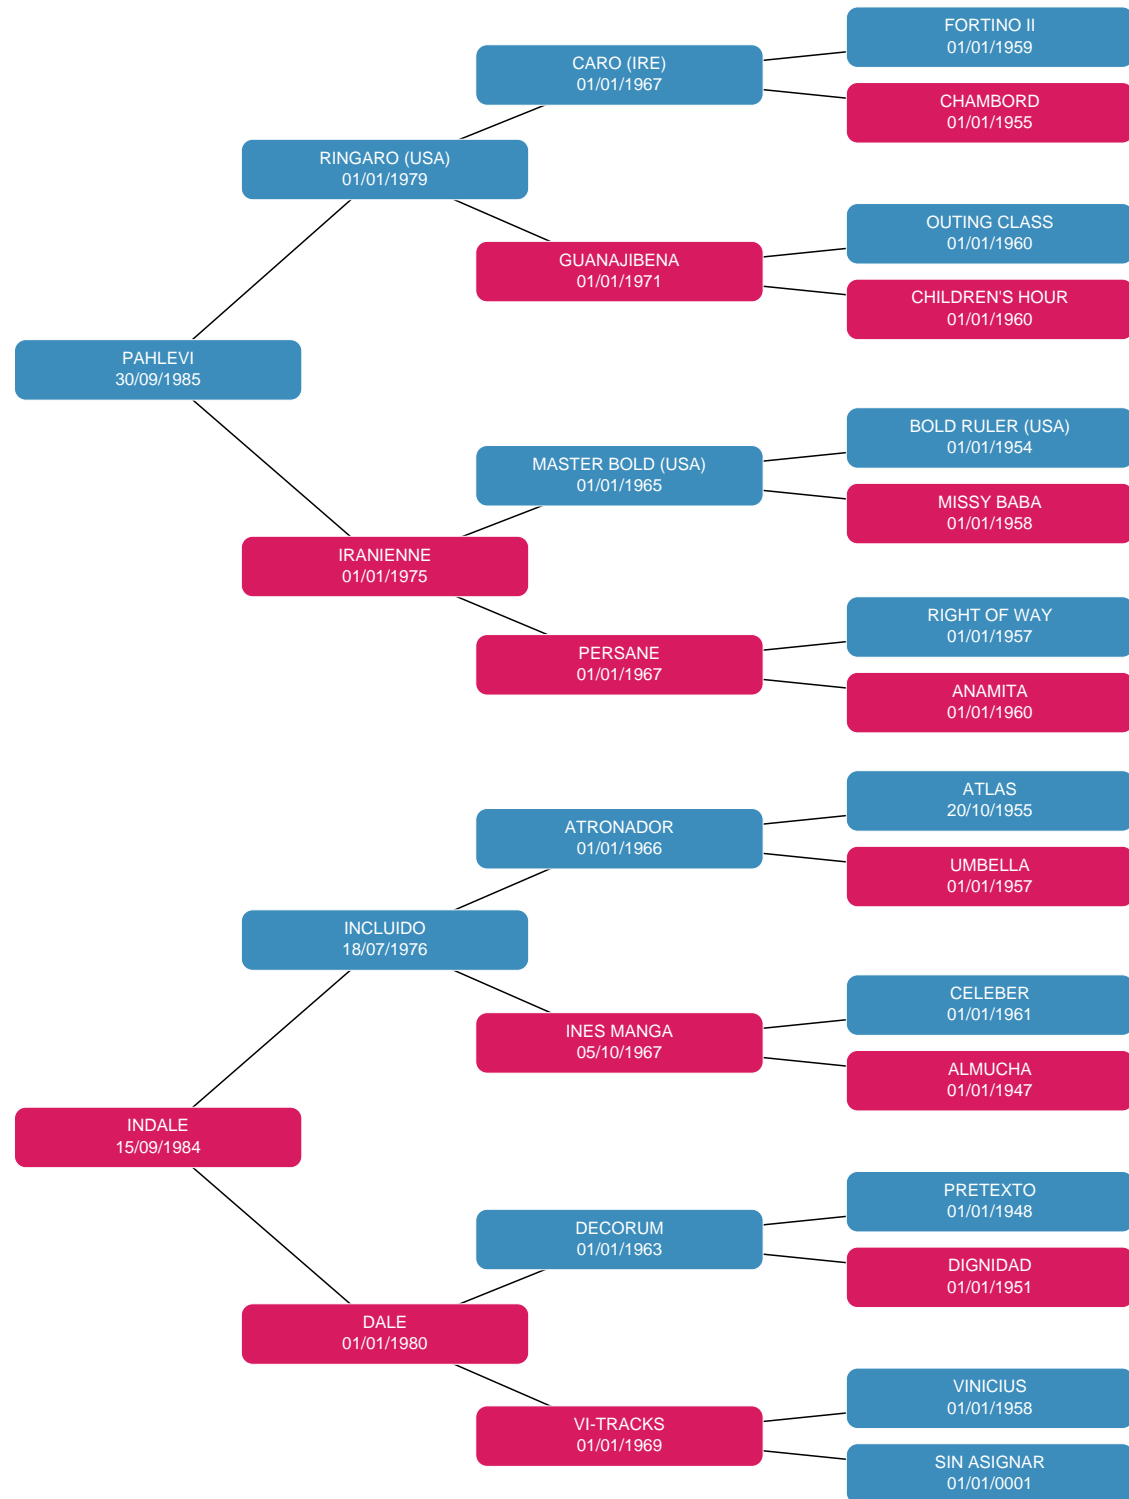 FORTINO II
01/01/1959
CARO (IRE)
01/01/1967
CHAMBORD
01/01/1955
RINGARO (USA)
01/01/1979
OUTING CLASS
01/01/1960
GUANAJIBENA
01/01/1971
CHILDREN'S HOUR
01/01/1960
PAHLEVI
30/09/1985
BOLD RULER (USA)
01/01/1954
MASTER BOLD (USA)
01/01/1965
MISSY BABA
01/01/1958
IRANIENNE
01/01/1975
RIGHT OF WAY
01/01/1957
PERSANE
01/01/1967
ANAMITA
01/01/1960
ATLAS
20/10/1955
ATRONADOR
01/01/1966
UMBELLA
01/01/1957
INCLUIDO
18/07/1976
CELEBER
01/01/1961
INES MANGA
05/10/1967
ALMUCHA
01/01/1947
INDALE
15/09/1984
PRETEXTO
01/01/1948
DECORUM
01/01/1963
DIGNIDAD
01/01/1951
DALE
01/01/1980
VINICIUS
01/01/1958
VI-TRACKS
01/01/1969
SIN ASIGNAR
01/01/0001